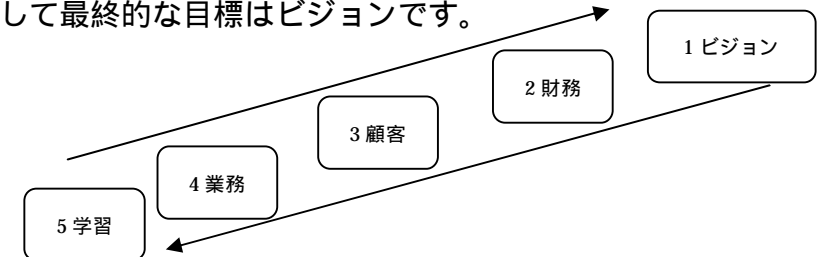 して最終的な目標はビジョンです。
1 ビジョン
2 財務
3 顧客
4 業務
5 学習